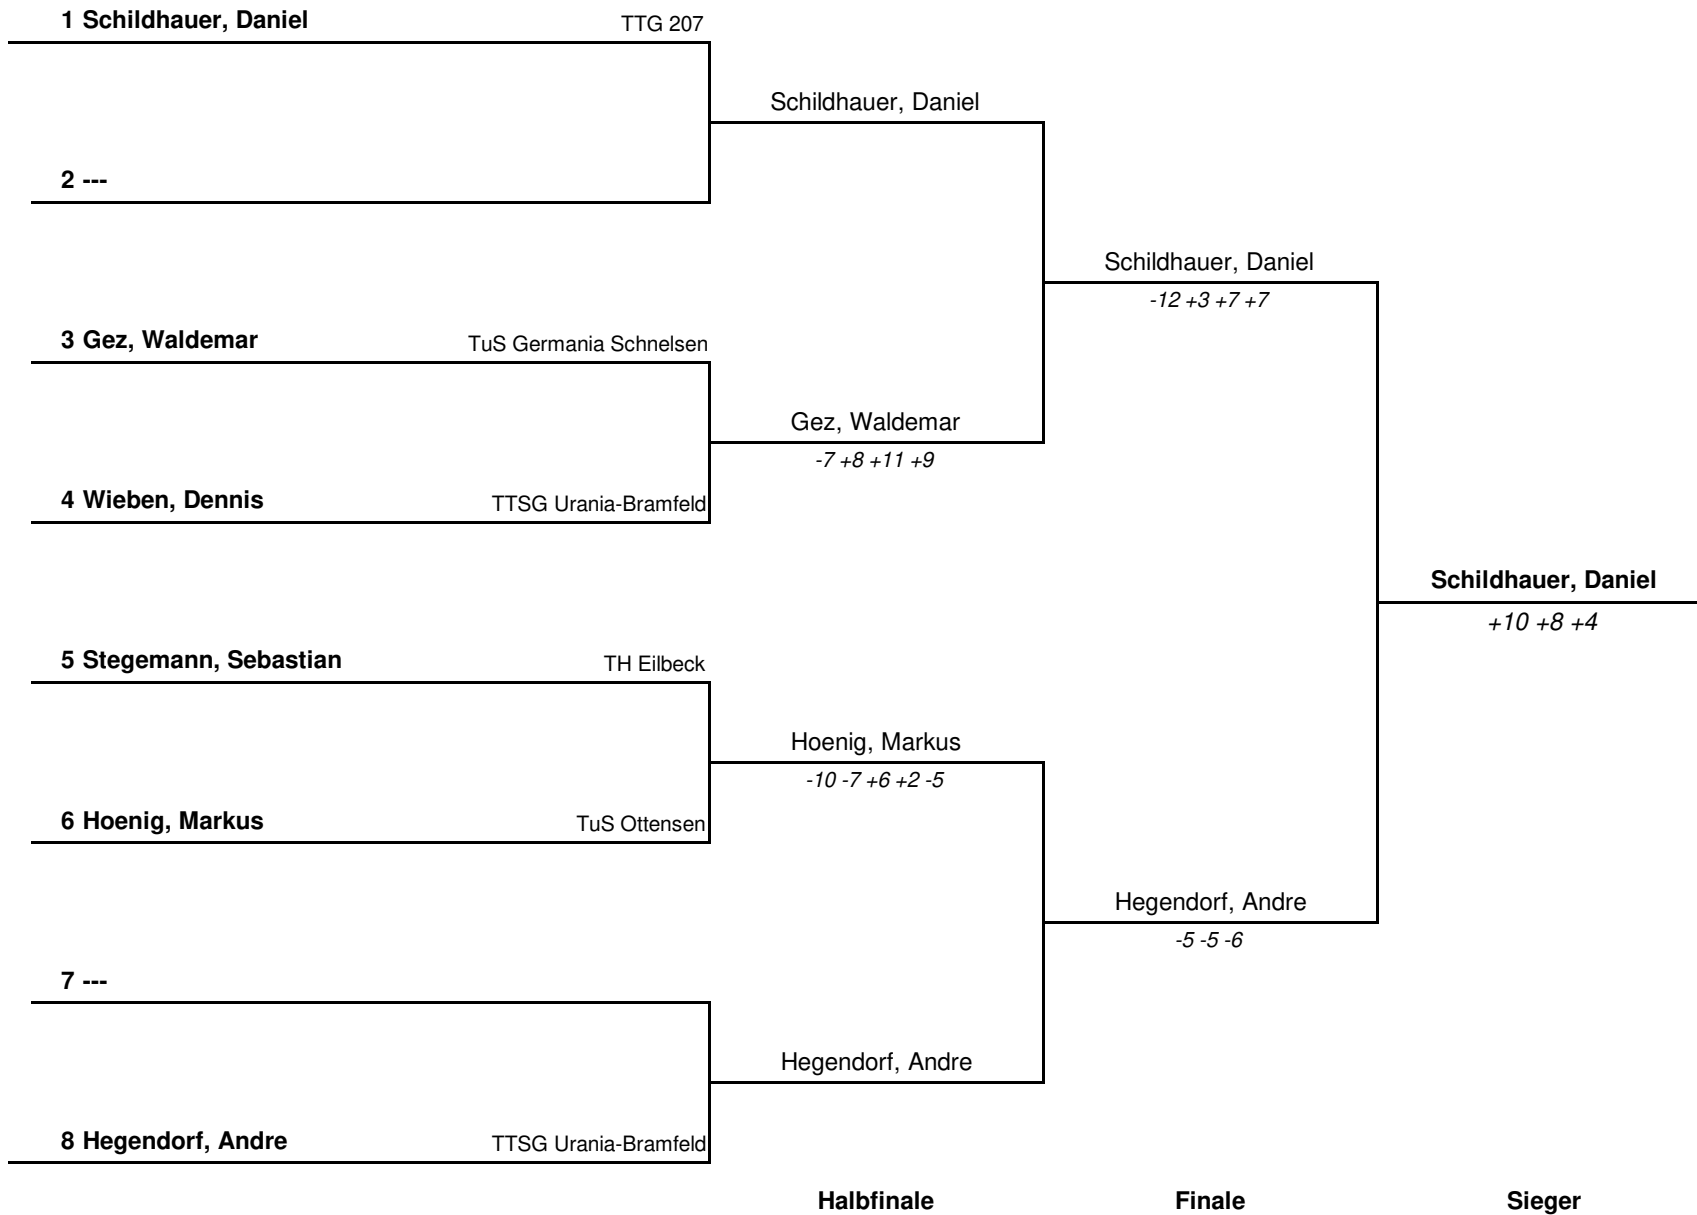 1 Schildhauer, Daniel TTG 207
Schildhauer, Daniel
2 ---
Schildhauer, Daniel
-12 +3 +7 +7
3 Gez, Waldemar TuS Germania Schnelsen
Gez, Waldemar
-7 +8 +11 +9
4 Wieben, Dennis TTSG Urania-Bramfeld
Schildhauer, Daniel
+10 +8 +4
5 Stegemann, Sebastian TH Eilbeck
Hoenig, Markus
-10 -7 +6 +2 -5
6 Hoenig, Markus TuS Ottensen
Hegendorf, Andre
-5 -5 -6
7 ---
Hegendorf, Andre
8 Hegendorf, Andre TTSG Urania-Bramfeld
Halbfinale Finale Sieger